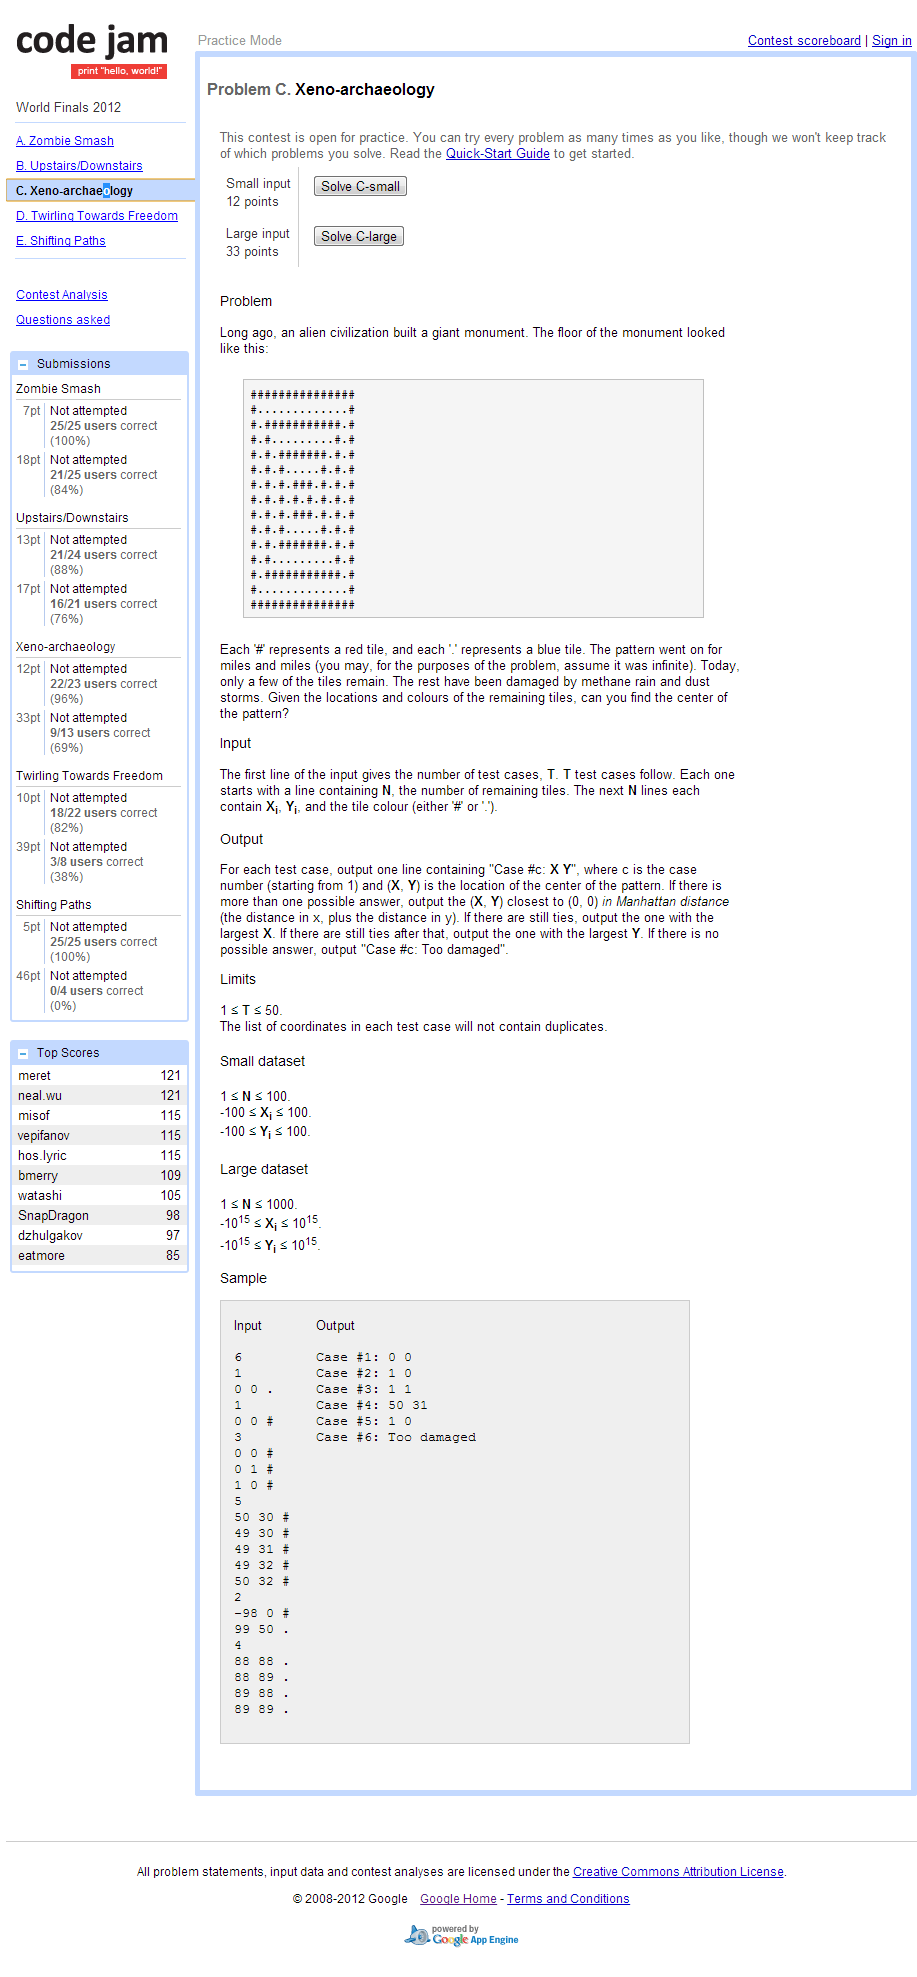 code jam
print "hello, world!"
Practice Mode
Contest scoreboard | Sign in
World Finals 2012
A. Zombie Smash
B. Upstairs/Downstairs
C. Xeno-archaeology
D. Twirling Towards Freedom
E. Shifting Paths
Contest Analysis
Questions asked
Submissions
Zombie Smash
7pt Not attempted
25/25 users correct
(100%)
18pt Not attempted
21/25 users correct
(84%)
Upstairs/Downstairs
13pt Not attempted
21/24 users correct
(88%)
17pt Not attempted
16/21 users correct
(76%)
Xeno-archaeology
12pt Not attempted
22/23 users correct
(96%)
33pt Not attempted
9/13 users correct
(69%)
Twirling Towards Freedom
10pt Not attempted
18/22 users correct
(82%)
39pt Not attempted
3/8 users correct
(38%)
Shifting Paths
5pt Not attempted
25/25 users correct
(100%)
46pt Not attempted
0/4 users correct
(0%)
Top Scores
meret 121
neal.wu 121
misof 115
vepifanov 115
hos.lyric 115
bmerry 109
watashi 105
SnapDragon 98
dzhulgakov 97
eatmore 85
Problem C. Xeno-archaeology
This contest is open for practice. You can try every problem as many times as you like, though we won't keep track
of which problems you solve. Read the Quick-Start Guide to get started.
Small input
12 points
Solve C-small
Large input
33 points
Solve C-large
Problem
Long ago, an alien civilization built a giant monument. The floor of the monument looked
like this:
###############
#.............#
#.###########.#
#.#.........#.#
#.#.#######.#.#
#.#.#.....#.#.#
#.#.#.###.#.#.#
#.#.#.#.#.#.#.#
#.#.#.###.#.#.#
#.#.#.....#.#.#
#.#.#######.#.#
#.#.........#.#
#.###########.#
#.............#
###############
Each '#' represents a red tile, and each '.' represents a blue tile. The pattern went on for
miles and miles (you may, for the purposes of the problem, assume it was infinite). Today,
only a few of the tiles remain. The rest have been damaged by methane rain and dust
storms. Given the locations and colours of the remaining tiles, can you find the center of
the pattern?
Input
The first line of the input gives the number of test cases, T. T test cases follow. Each one
starts with a line containing N, the number of remaining tiles. The next N lines each
contain Xi, Yi, and the tile colour (either '#' or '.').
Output
For each test case, output one line containing "Case #c: X Y", where c is the case
number (starting from 1) and (X, Y) is the location of the center of the pattern. If there is
more than one possible answer, output the (X, Y) closest to (0, 0) in Manhattan distance
(the distance in x, plus the distance in y). If there are still ties, output the one with the
largest X. If there are still ties after that, output the one with the largest Y. If there is no
possible answer, output "Case #c: Too damaged".
Limits
1 ≤ T ≤ 50.
The list of coordinates in each test case will not contain duplicates.
Small dataset
1 ≤ N ≤ 100.
-100 ≤ Xi ≤ 100.
-100 ≤ Yi ≤ 100.
Large dataset
1 ≤ N ≤ 1000.
-10^15 ≤ Xi ≤ 10^15.
-10^15 ≤ Yi ≤ 10^15.
Sample
Input Output
6 Case #1: 0 0
1 Case #2: 1 0
0 0 . Case #3: 1 1
1 Case #4: 50 31
0 0 # Case #5: 1 0
3 Case #6: Too damaged
0 0 #
0 1 #
1 0 #
5
50 30 #
49 30 #
49 31 #
49 32 #
50 32 #
2
-98 0 #
99 50 .
4
88 88 .
88 89 .
89 88 .
89 89 .
All problem statements, input data and contest analyses are licensed under the Creative Commons Attribution License.
© 2008-2012 Google Google Home - Terms and Conditions
powered by
Google App Engine